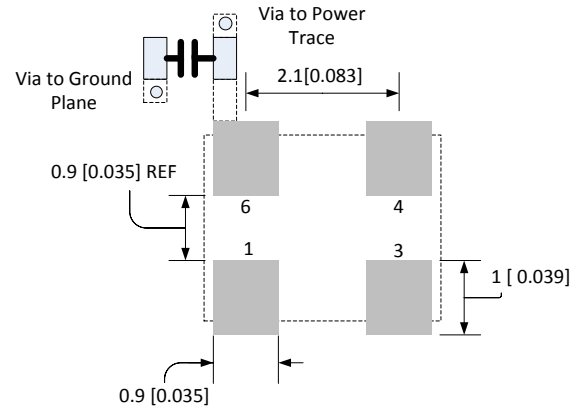 Via to Power
Trace
Via to Ground
Plane
2.1[0.083]
0.9 [0.035] REF
6
4
1
3
1 [ 0.039]
0.9 [0.035]